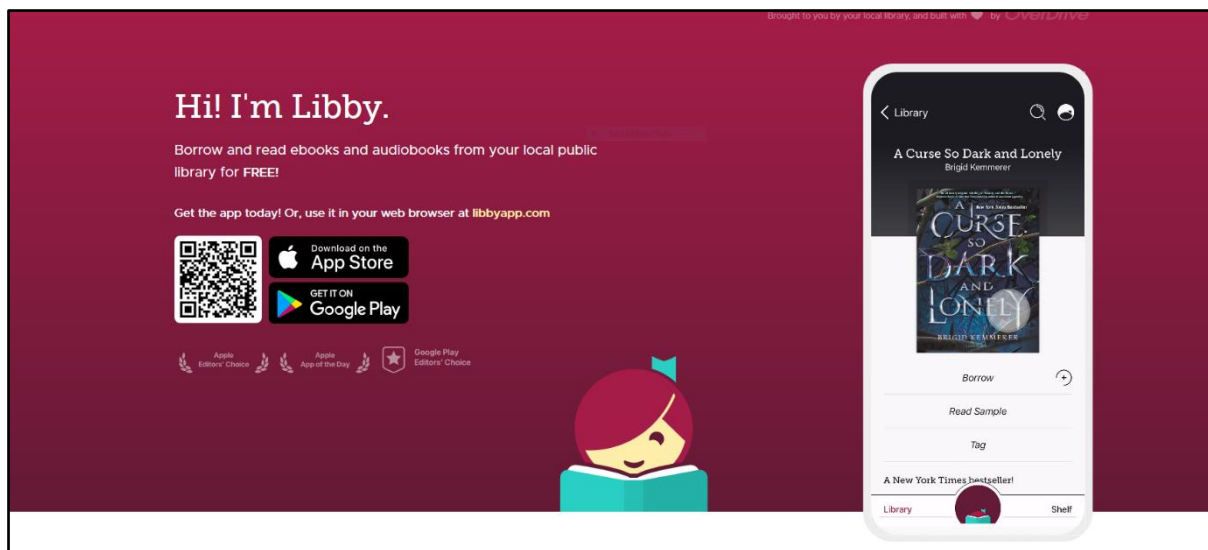 Brought to you by your local library, and built with ♥ by OverDrive
Hi! I'm Libby.
Borrow and read ebooks and audiobooks from your local public
library for FREE!
Get the app today! Or, use it in your web browser at libbyapp.com
Download on the
App Store
GET IT ON
Google Play
Apple
Editors' Choice
Apple
App of the Day
Google Play
Editors' Choice
Library
A Curse So Dark and Lonely
Brigid Kemmerer
A
CURSE
SO
DARK
AND
LONELY
BRIGID KEMMERER
Borrow
Read Sample
Tag
A New York Times bestseller!
Library
Shelf